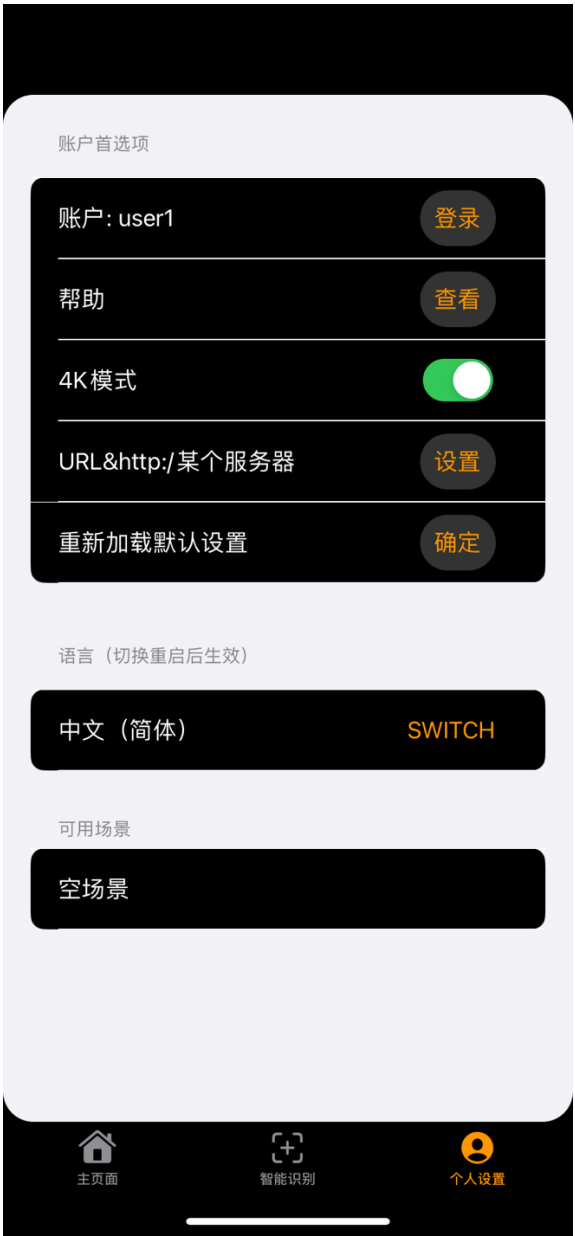 账户首选项
账户: user1 登录
帮助 查看
4K模式
URL&http:/某个服务器 设置
重新加载默认设置 确定
语言（切换重启后生效）
中文（简体） SWITCH
可用场景
空场景
主页面 智能识别 个人设置